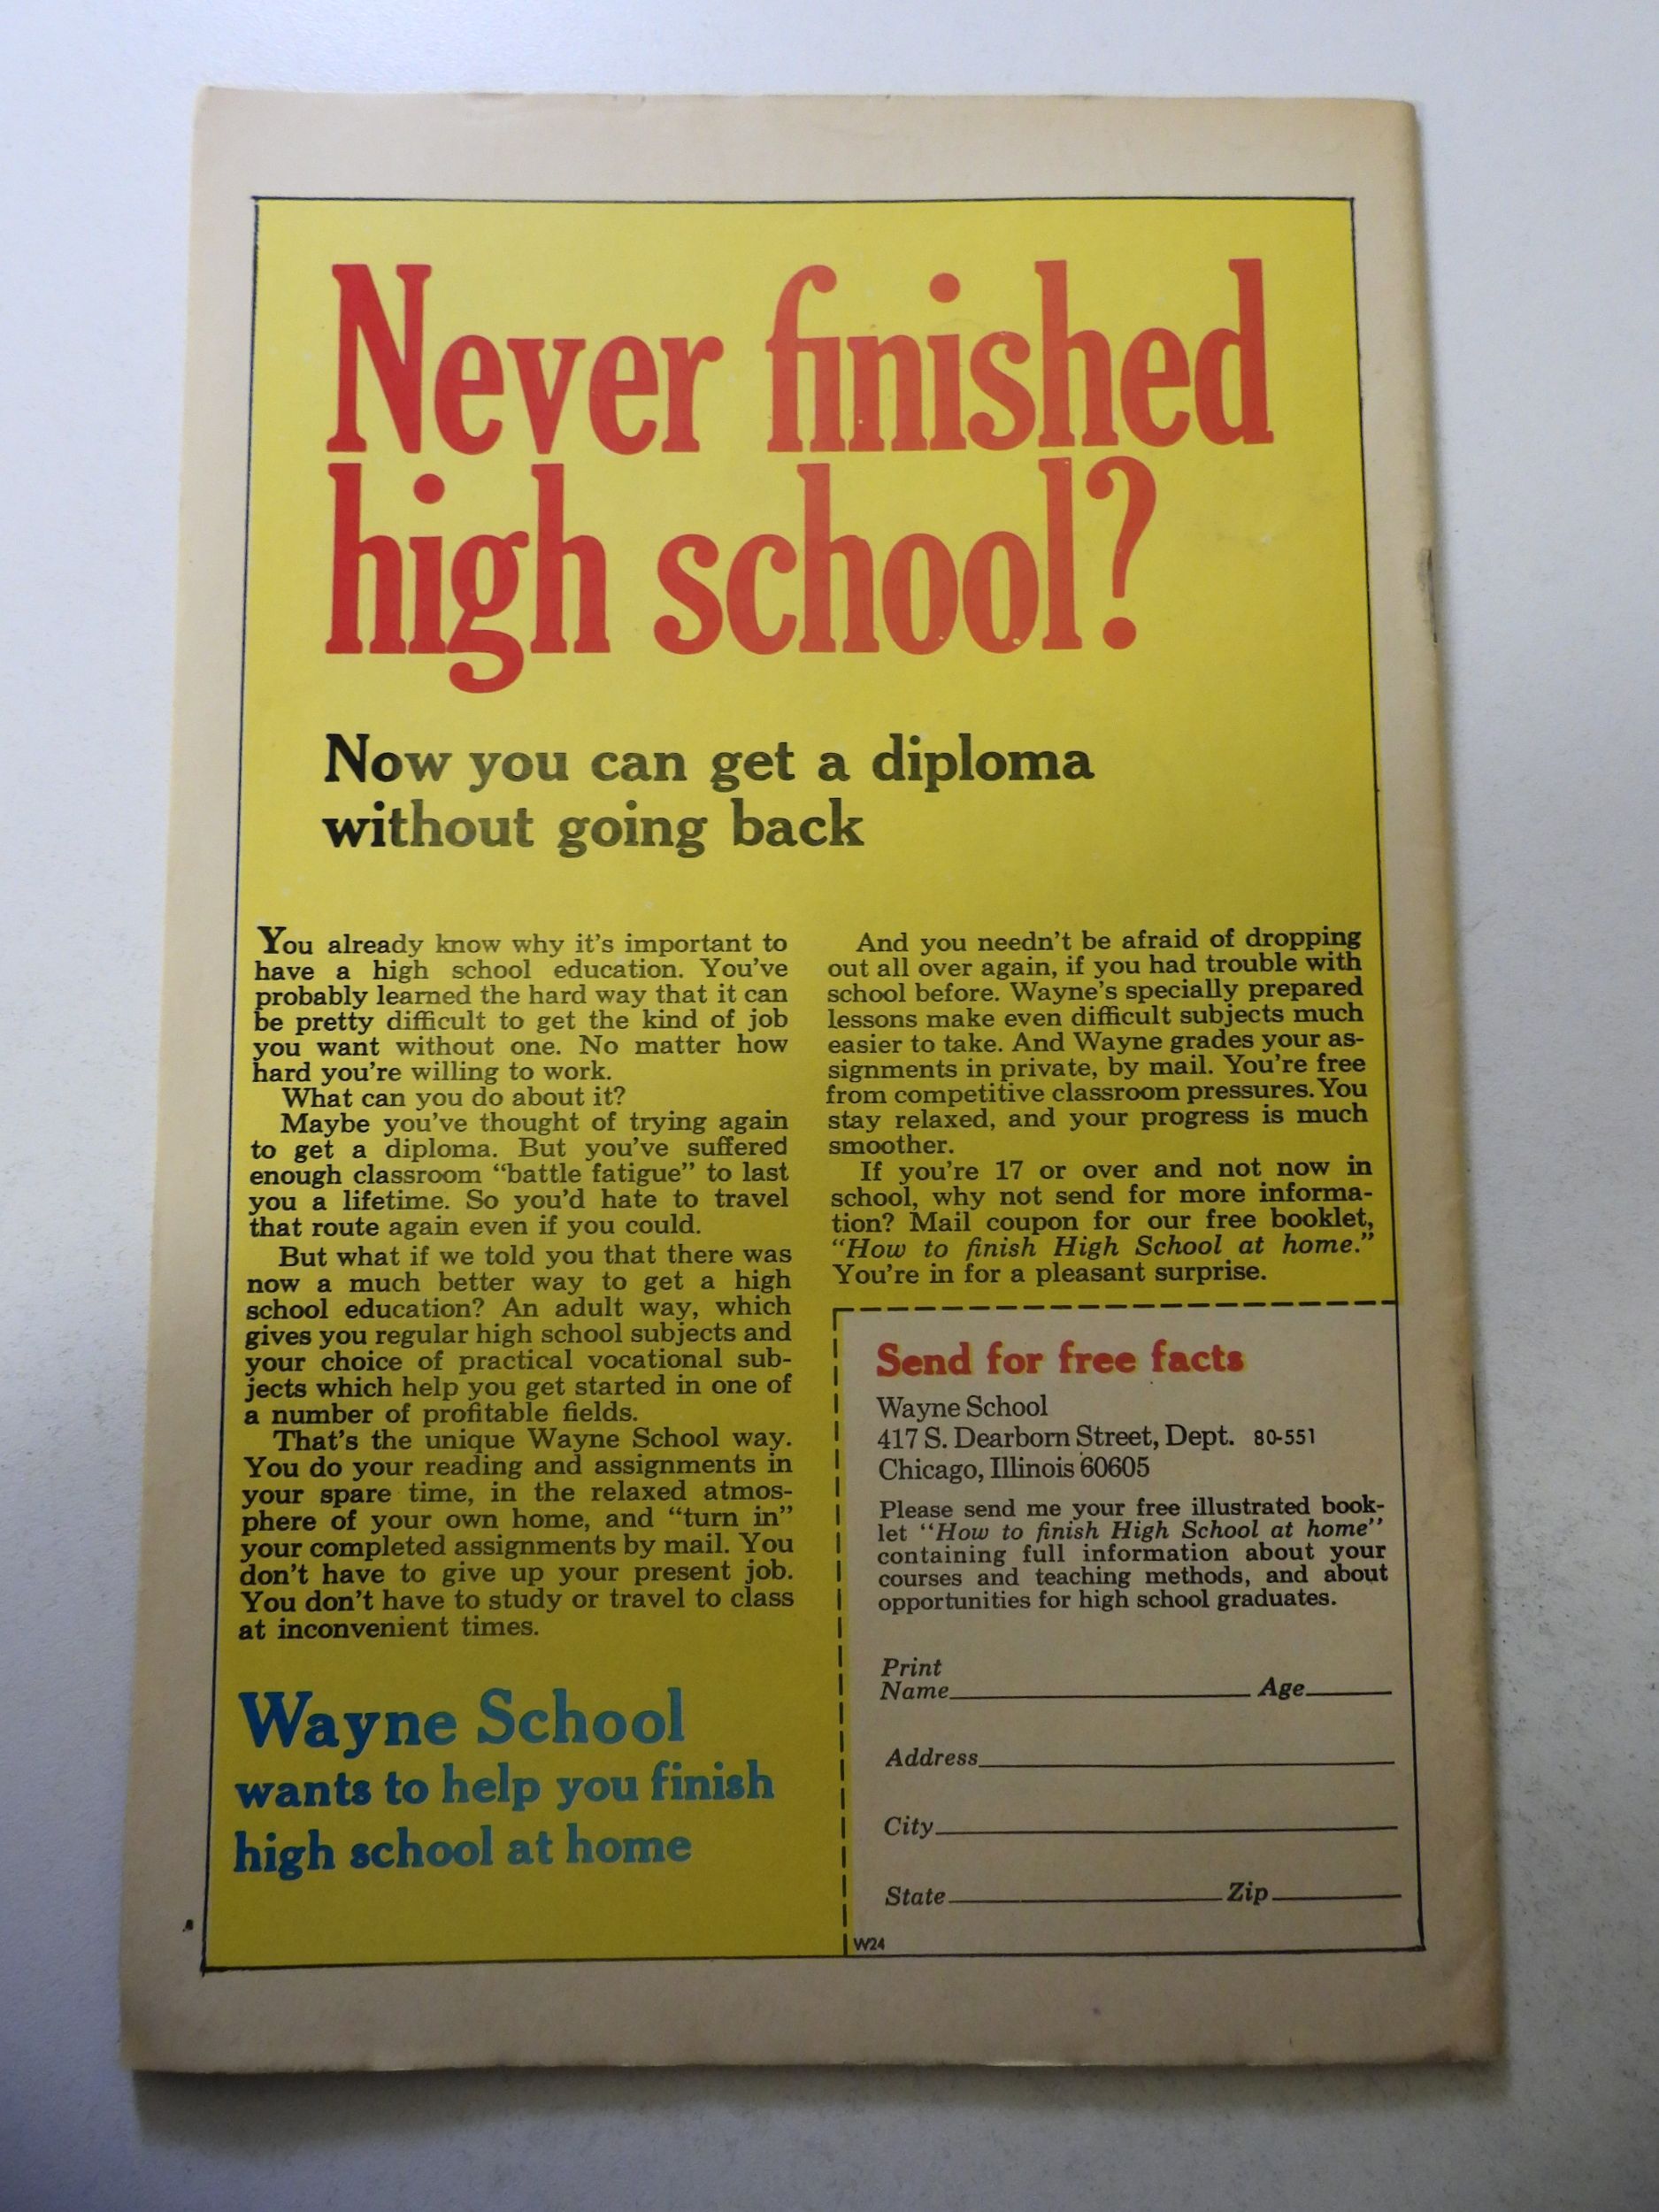 Never finished
high school?
Now you can get a diploma
without going back
You already know why it's important to
have a high school education. You've
probably learned the hard way that it can
be pretty difficult to get the kind of job
you want without one. No matter how
hard you're willing to work.
What can you do about it?
Maybe you've thought of trying again
to get a diploma. But you've suffered
enough classroom “battle fatigue” to last
you a lifetime. So you'd hate to travel
that route again even if you could.
But what if we told you that there was
now a much better way to get a high
school education? An adult way, which
gives you regular high school subjects and
your choice of practical vocational sub-
jects which help you get started in one of
a number of profitable fields.
That's the unique Wayne School way.
You do your reading and assignments in
your spare time, in the relaxed atmos-
phere of your own home, and “turn in”
your completed assignments by mail. You
don't have to give up your present job.
You don't have to study or travel to class
at inconvenient times.
Wayne School
wants to help you finish
high school at home
And you needn't be afraid of dropping
out all over again, if you had trouble with
school before. Wayne's specially prepared
lessons make even difficult subjects much
easier to take. And Wayne grades your as-
signments in private, by mail. You're free
from competitive classroom pressures. You
stay relaxed, and your progress is much
smoother.
If you're 17 or over and not now in
school, why not send for more informa-
tion? Mail coupon for our free booklet,
“How to finish High School at home.”
You're in for a pleasant surprise.
Send for free facts
Wayne School
417 S. Dearborn Street, Dept. 80-551
Chicago, Illinois 60605
Please send me your free illustrated book-
let “How to finish High School at home”
containing full information about your
courses and teaching methods, and about
opportunities for high school graduates.
Print
Name Age
Address
City
State Zip
W24